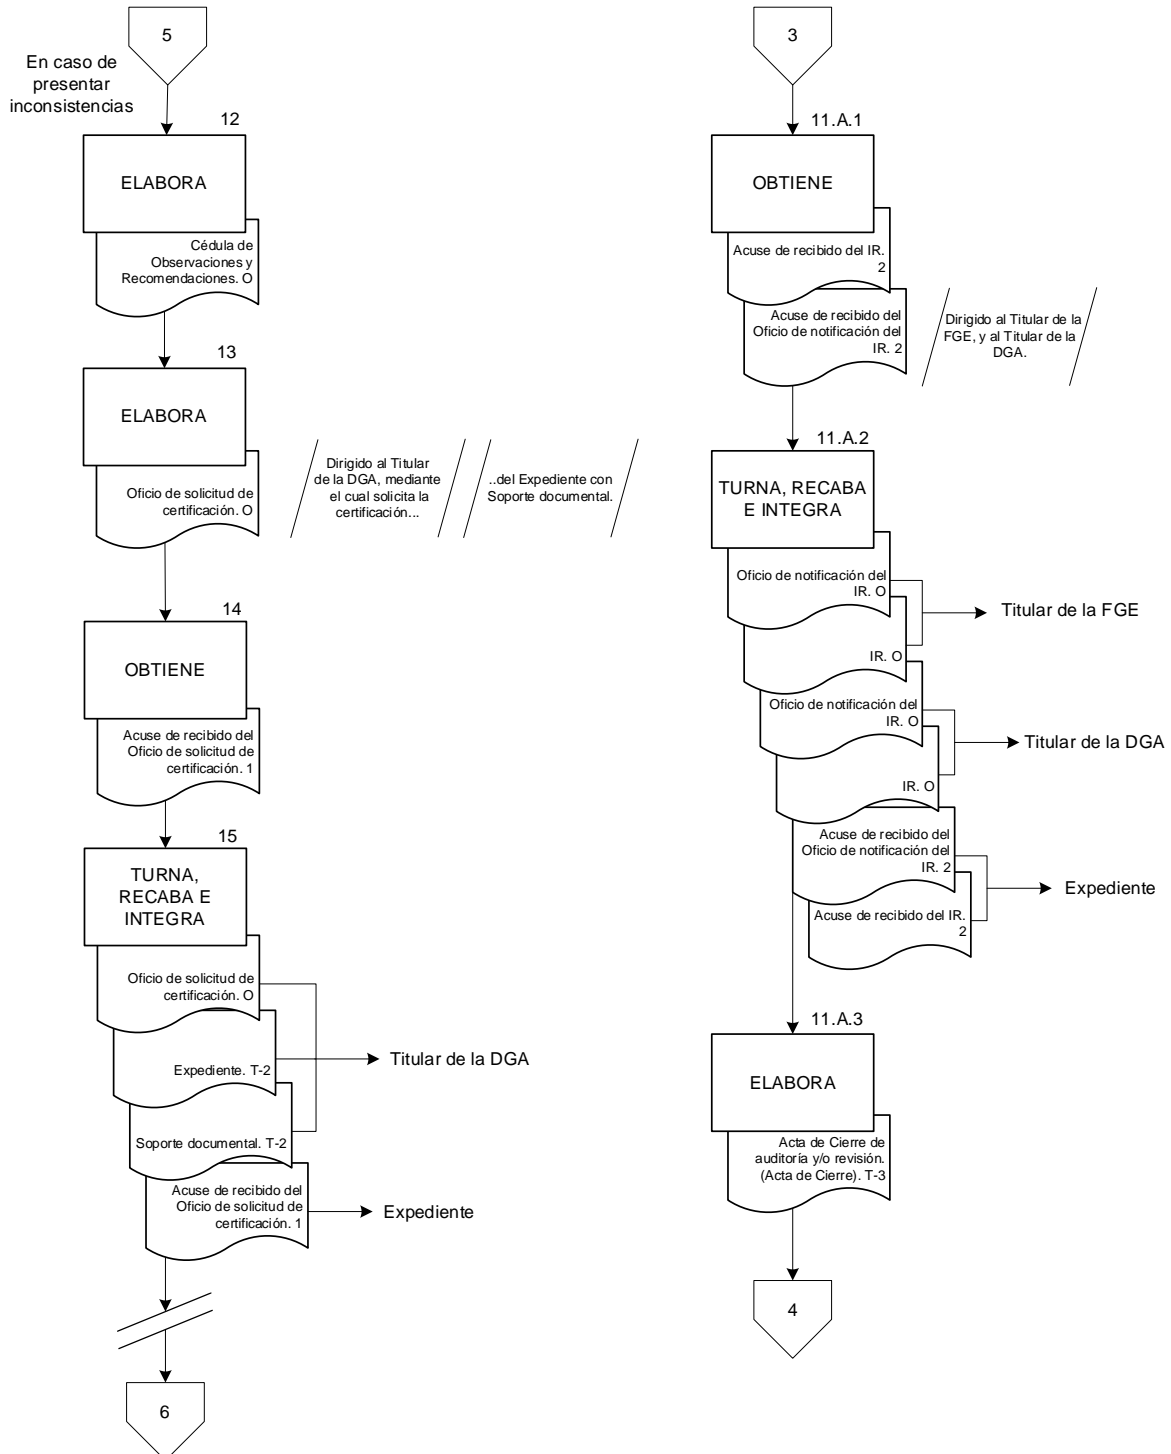 5
En caso de
presentar
inconsistencias
12
ELABORA
Cédula de
Observaciones y
Recomendaciones. O
13
ELABORA
Oficio de solicitud de
certificación. O
Dirigido al Titular
de la DGA, mediante
el cual solicita la
certificación...
..del Expediente con
Soporte documental.
14
OBTIENE
Acuse de recibido del
Oficio de solicitud de
certificación. 1
15
TURNA,
RECABA E
INTEGRA
Oficio de solicitud de
certificación. O
Expediente. T-2
Titular de la DGA
Soporte documental. T-2
Acuse de recibido del
Oficio de solicitud de
certificación. 1
Expediente
6
3
11.A.1
OBTIENE
Acuse de recibido del IR.
2
Acuse de recibido del
Oficio de notificación del
IR. 2
Dirigido al Titular de la
FGE, y al Titular de la
DGA.
11.A.2
TURNA, RECABA
E INTEGRA
Oficio de notificación del
IR. O
Titular de la FGE
IR. O
Oficio de notificación del
IR. O
Titular de la DGA
IR. O
Acuse de recibido del
Oficio de notificación del
IR. 2
Expediente
Acuse de recibido del IR.
2
11.A.3
ELABORA
Acta de Cierre de
auditoría y/o revisión.
(Acta de Cierre). T-3
4